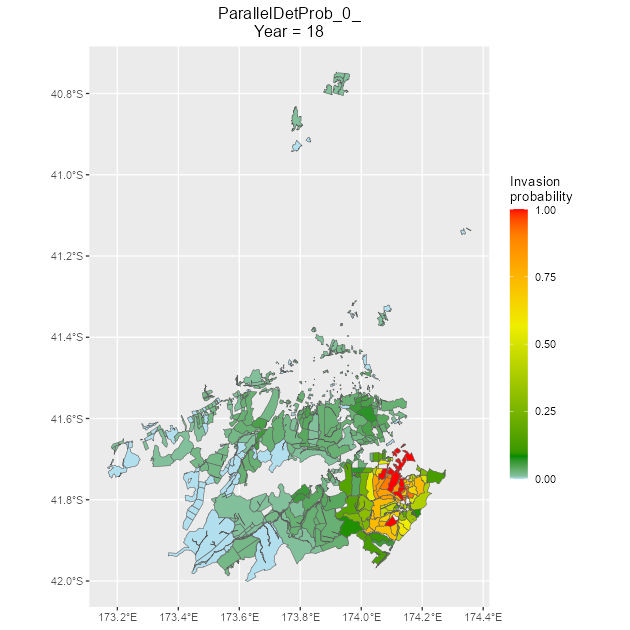 ParallelDetProb_0_
Year = 18
40.8°S
41.0°S
41.2°S
41.4°S
41.6°S
41.8°S
42.0°S
173.2°E 173.4°E 173.6°E 173.8°E 174.0°E 174.2°E 174.4°E
Invasion
probability
1.00
0.75
0.50
0.25
0.00